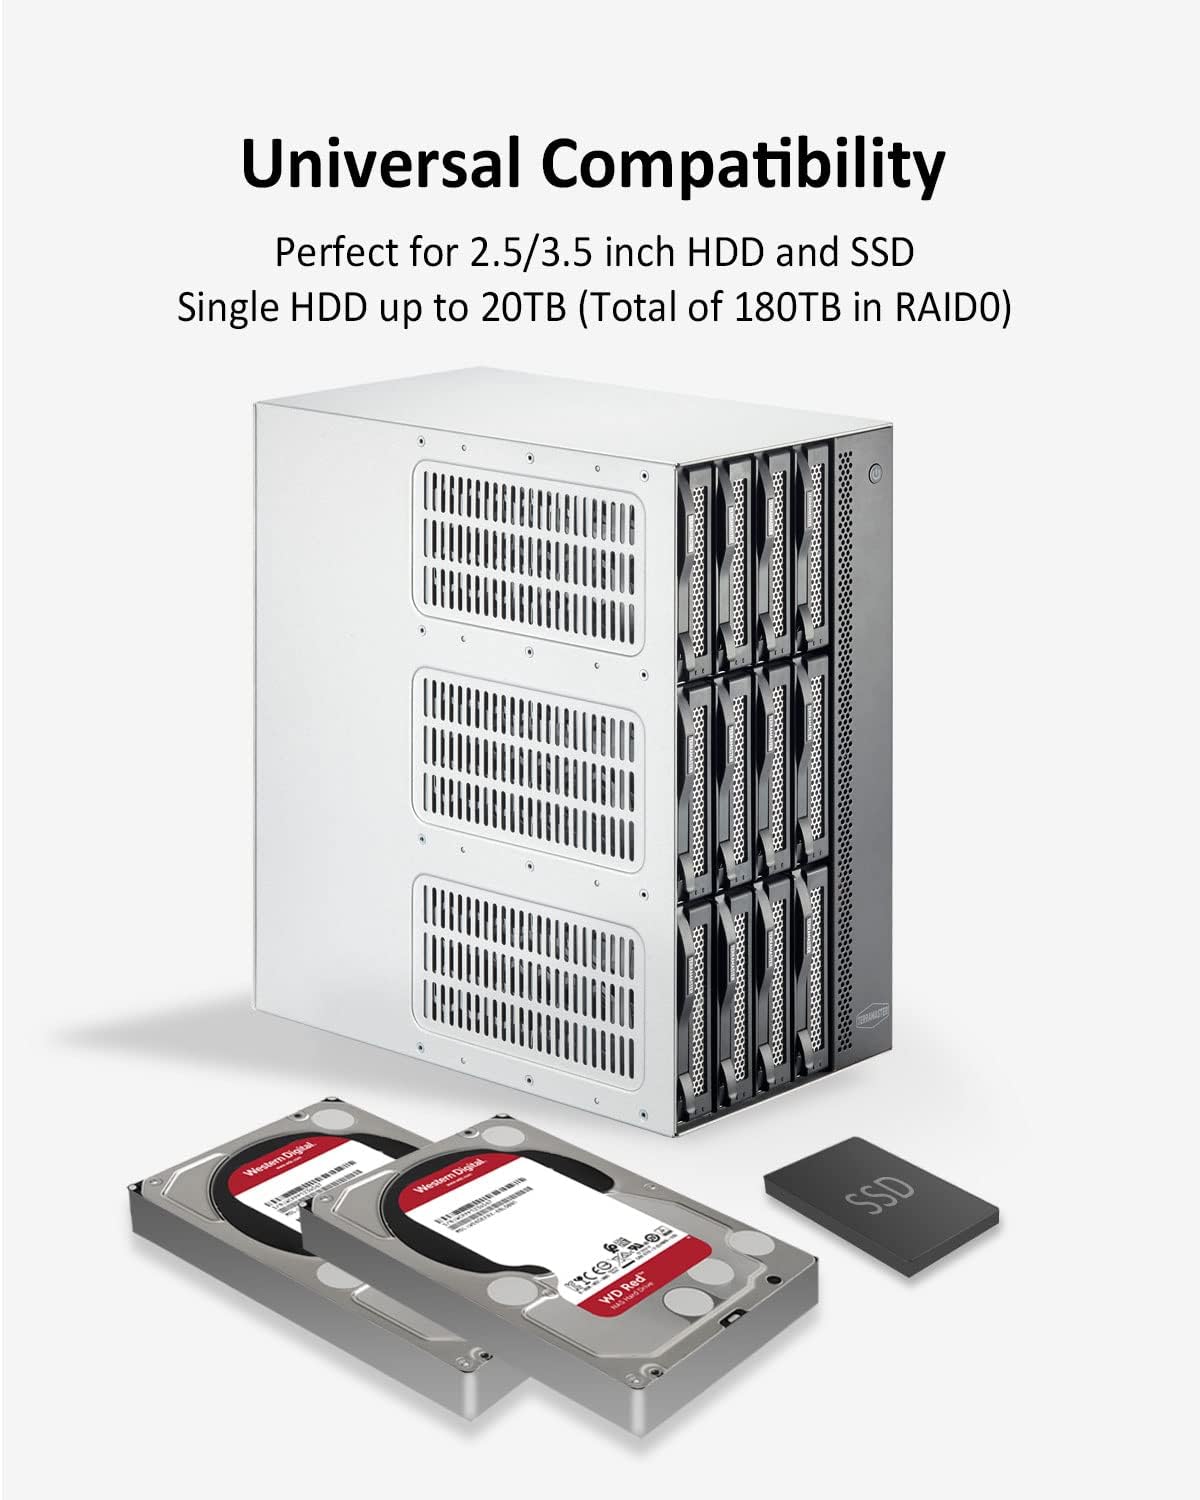 Universal Compatibility
Perfect for 2.5/3.5 inch HDD and SSD
Single HDD up to 20TB (Total of 180TB in RAID0)
TERRAMASTER
Western Digital.
Western Digital.
WD Red™
NAS Hard Drive
SSD